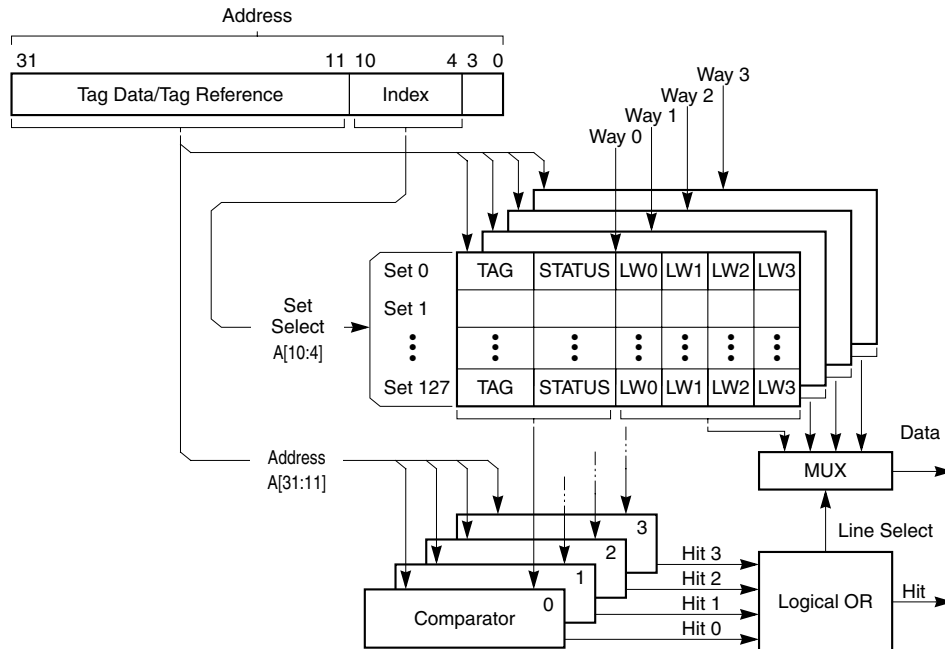 Address
31 11 10 4 3 0
Tag Data/Tag Reference Index
Way 3
Way 2
Way 1
Way 0
Set 0 TAG STATUS LW0 LW1 LW2 LW3
Set 1
Set
Select
A[10:4]
Set 127 TAG STATUS LW0 LW1 LW2 LW3
Data
MUX
Address
A[31:11]
Line Select
3
2
1
0
Comparator
Hit 3
Hit 2
Hit 1
Hit 0
Logical OR
Hit